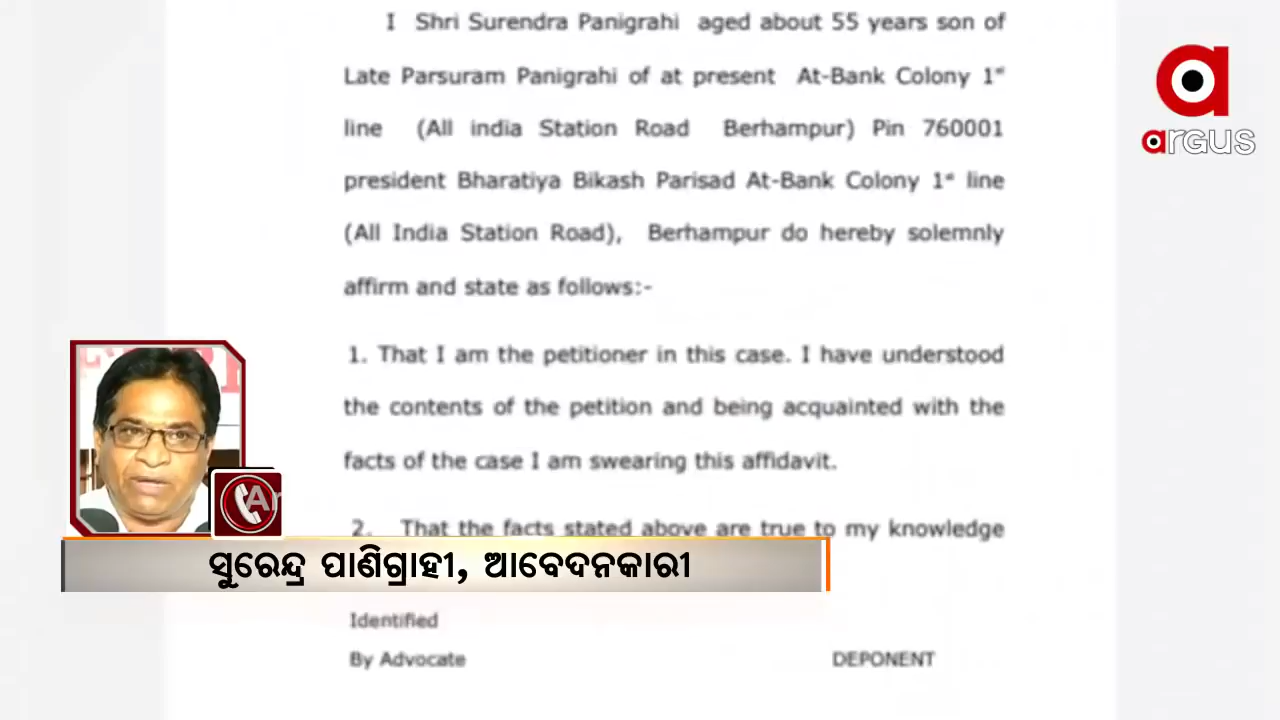 I Shri Surendra Panigrahi aged about 55 years son of
Late Parsuram Panigrahi of at present At-Bank Colony 1st
line (All india Station Road Berhampur) Pin 760001
president Bharatiya Bikash Parisad At-Bank Colony 1st line
(All India Station Road), Berhampur do hereby solemnly
affirm and state as follows:-
1. That I am the petitioner in this case. I have understood
the contents of the petition and being acquainted with the
facts of the case I am swearing this affidavit.
2. That the facts stated above are true to my knowledge
ସୁରେନ୍ଦ୍ର ପାଣିଗ୍ରାହୀ, ଆବେଦନକାରୀ
Identified
By Advocate
DEPONENT
argus